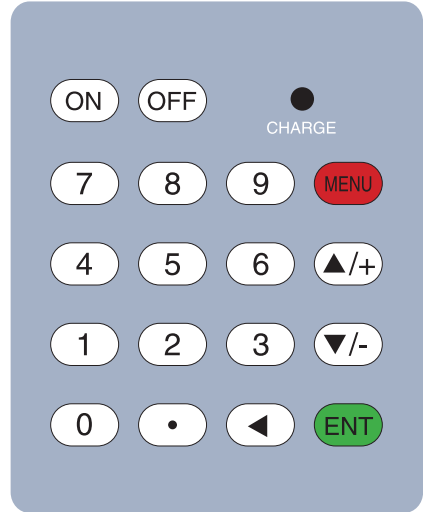 ON OFF
CHARGE
7 8 9 MENU
4 5 6 ▲/+
1 2 3 ▼/-
0 • ◀ ENT